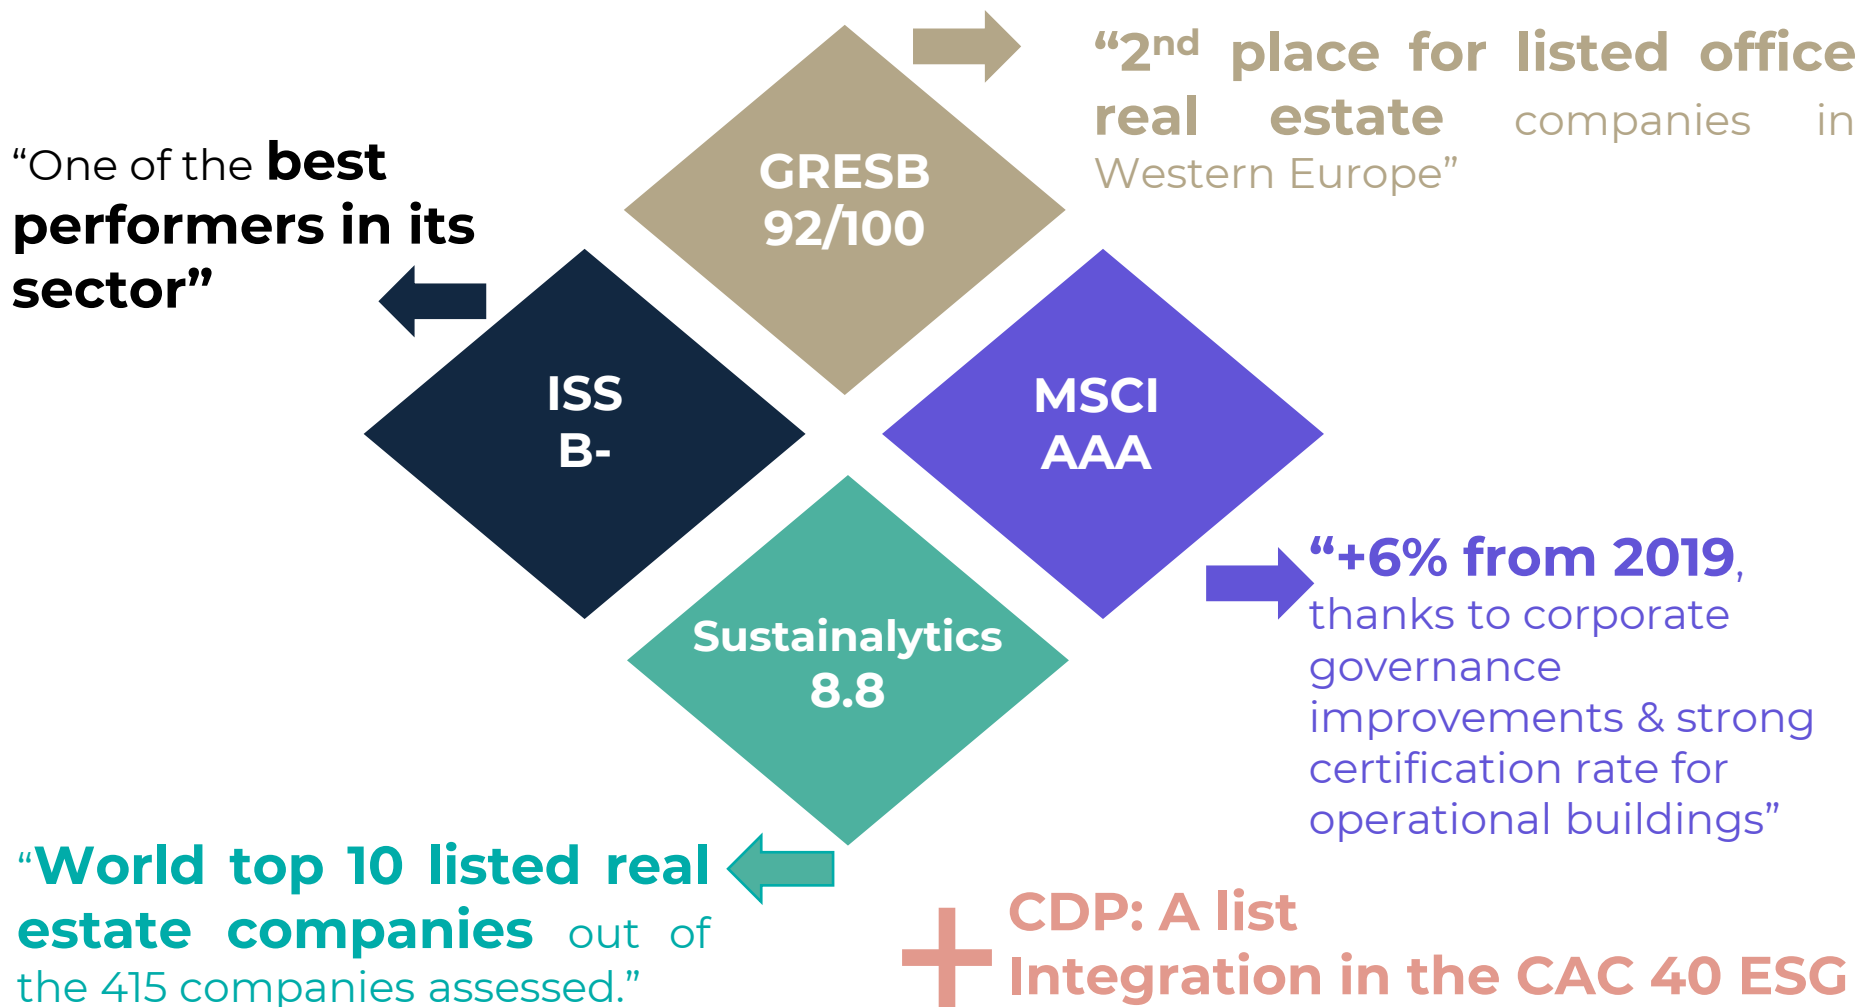 “2nd place for listed office
real estate companies in
Western Europe”
GRESB
92/100
“One of the best
performers in its
sector”
ISS
B-
MSCI
AAA
“+6% from 2019,
thanks to corporate
governance
improvements & strong
certification rate for
operational buildings”
Sustainalytics
8.8
“World top 10 listed real
estate companies out of
the 415 companies assessed.”
CDP: A list
Integration in the CAC 40 ESG